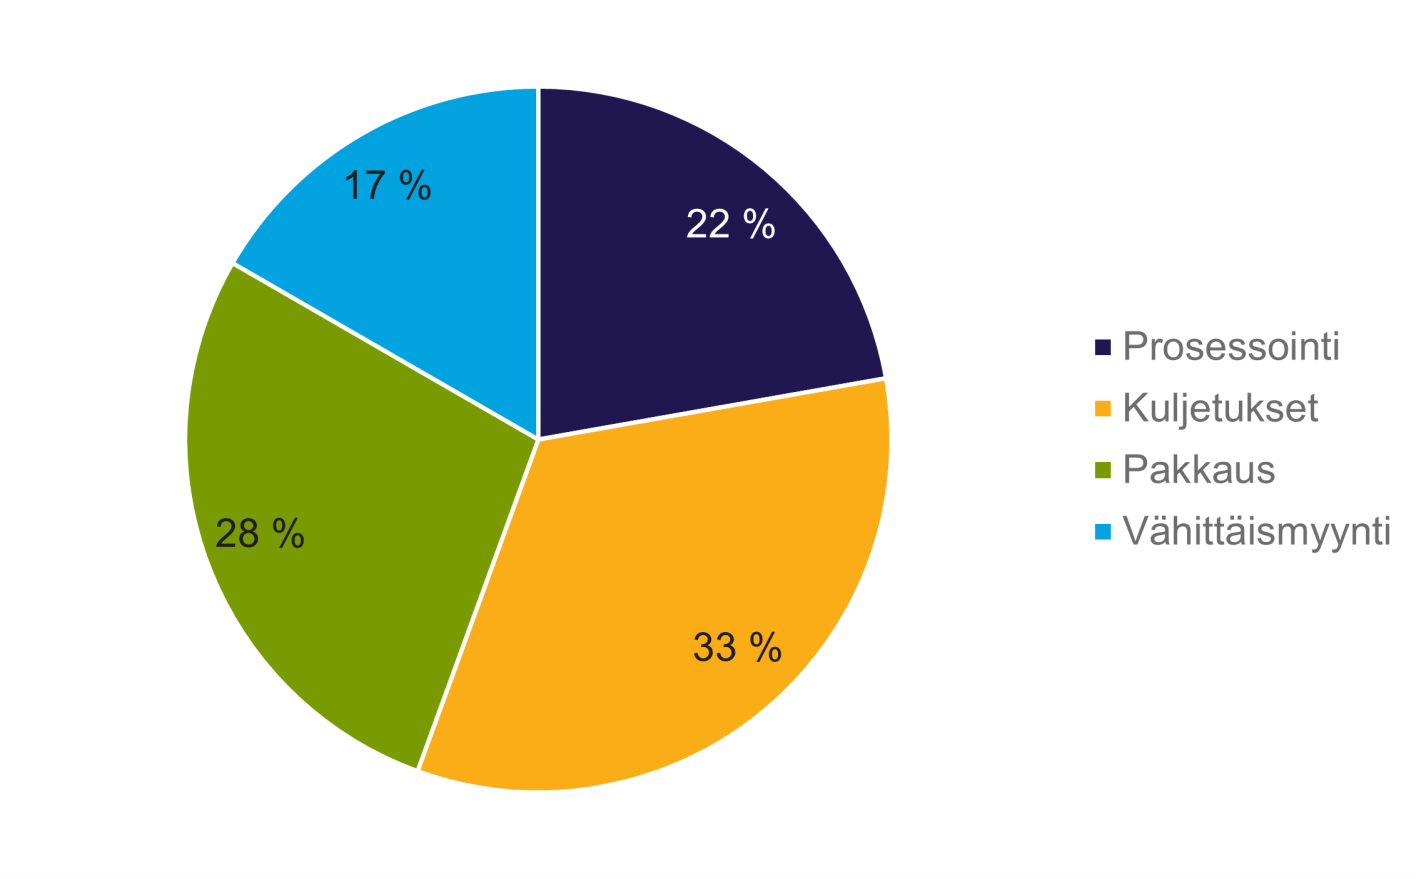 17 %
22 %
28 %
33 %
Prosessointi
Kuljetukset
Pakkaus
Vähittäismyynti